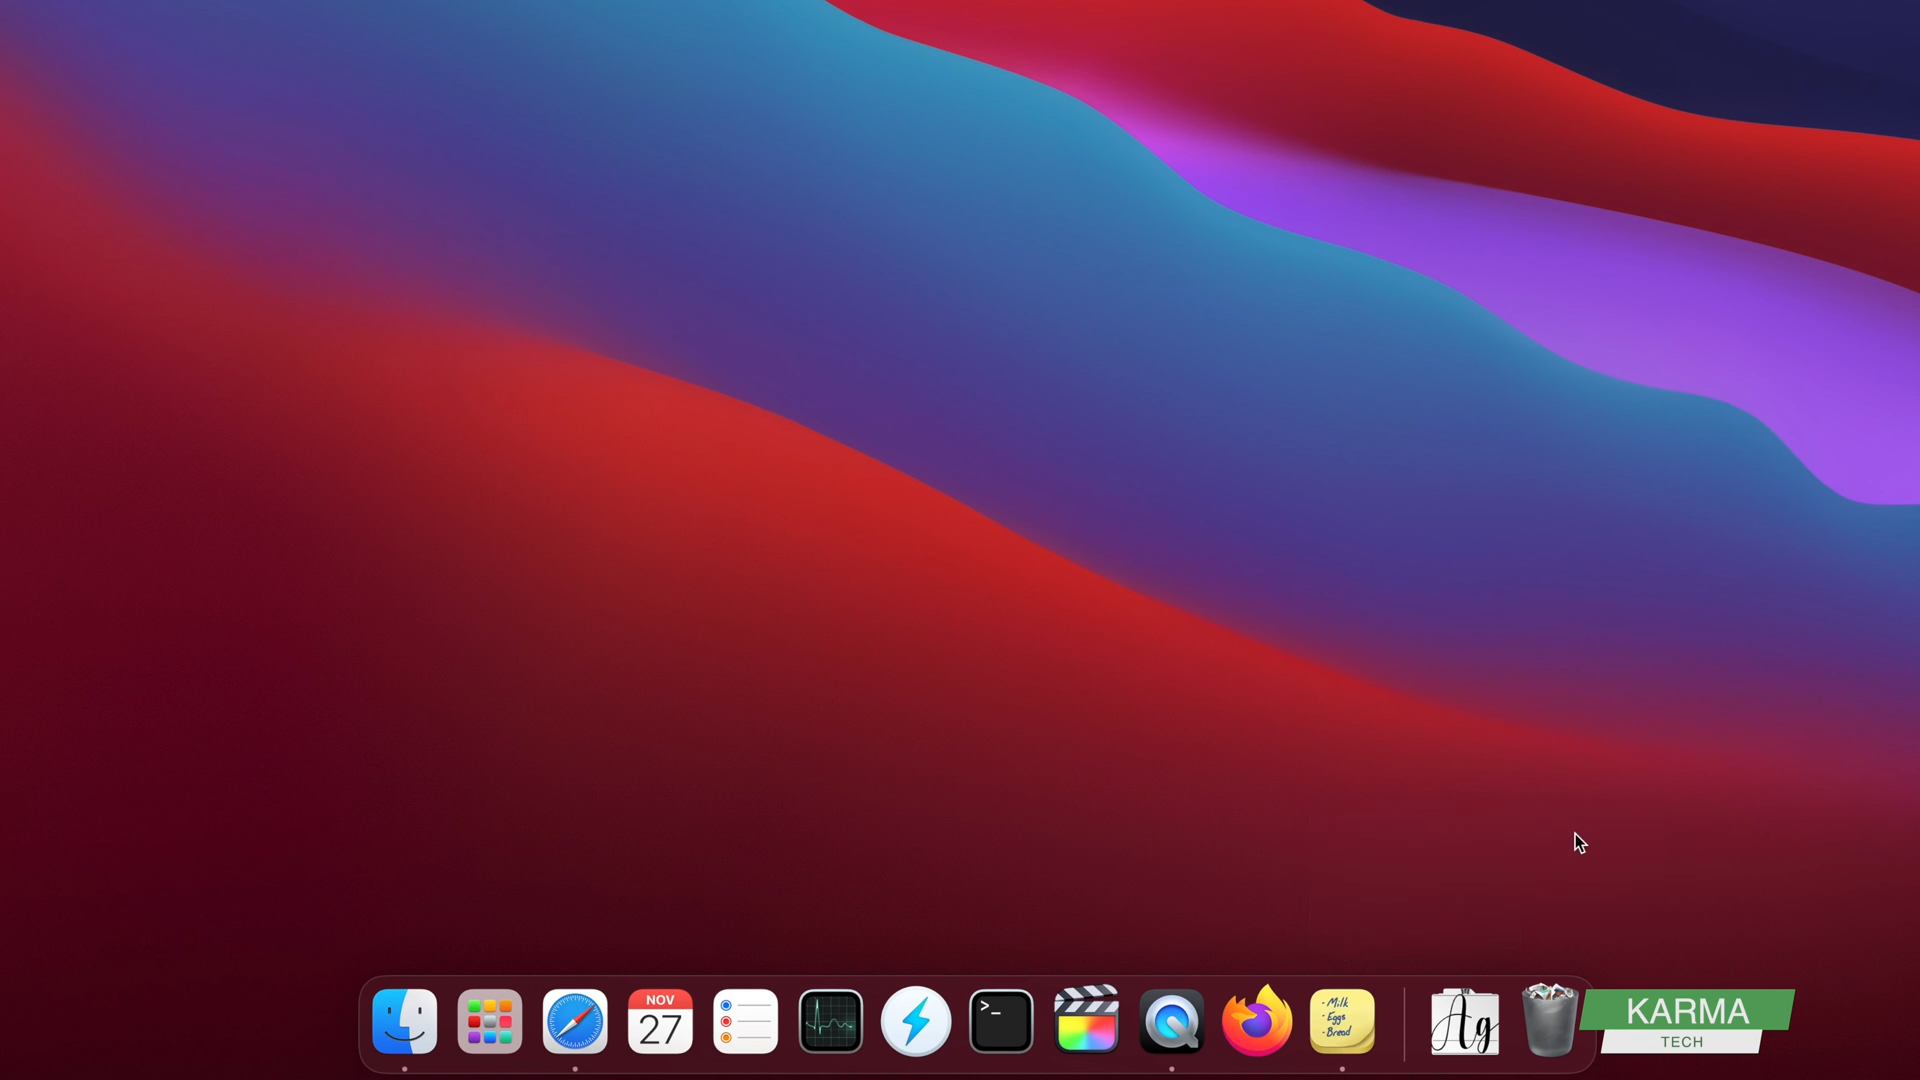 NOV
27
>_
- Milk
- Eggs
- Bread
Ag
KARMA
TECH